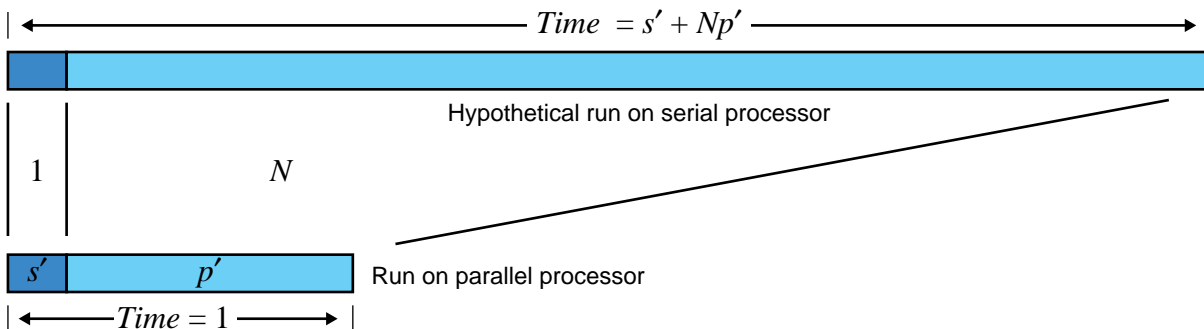 Time = s′ + Np′
Hypothetical run on serial processor
1 N
s′ p′
Run on parallel processor
Time = 1